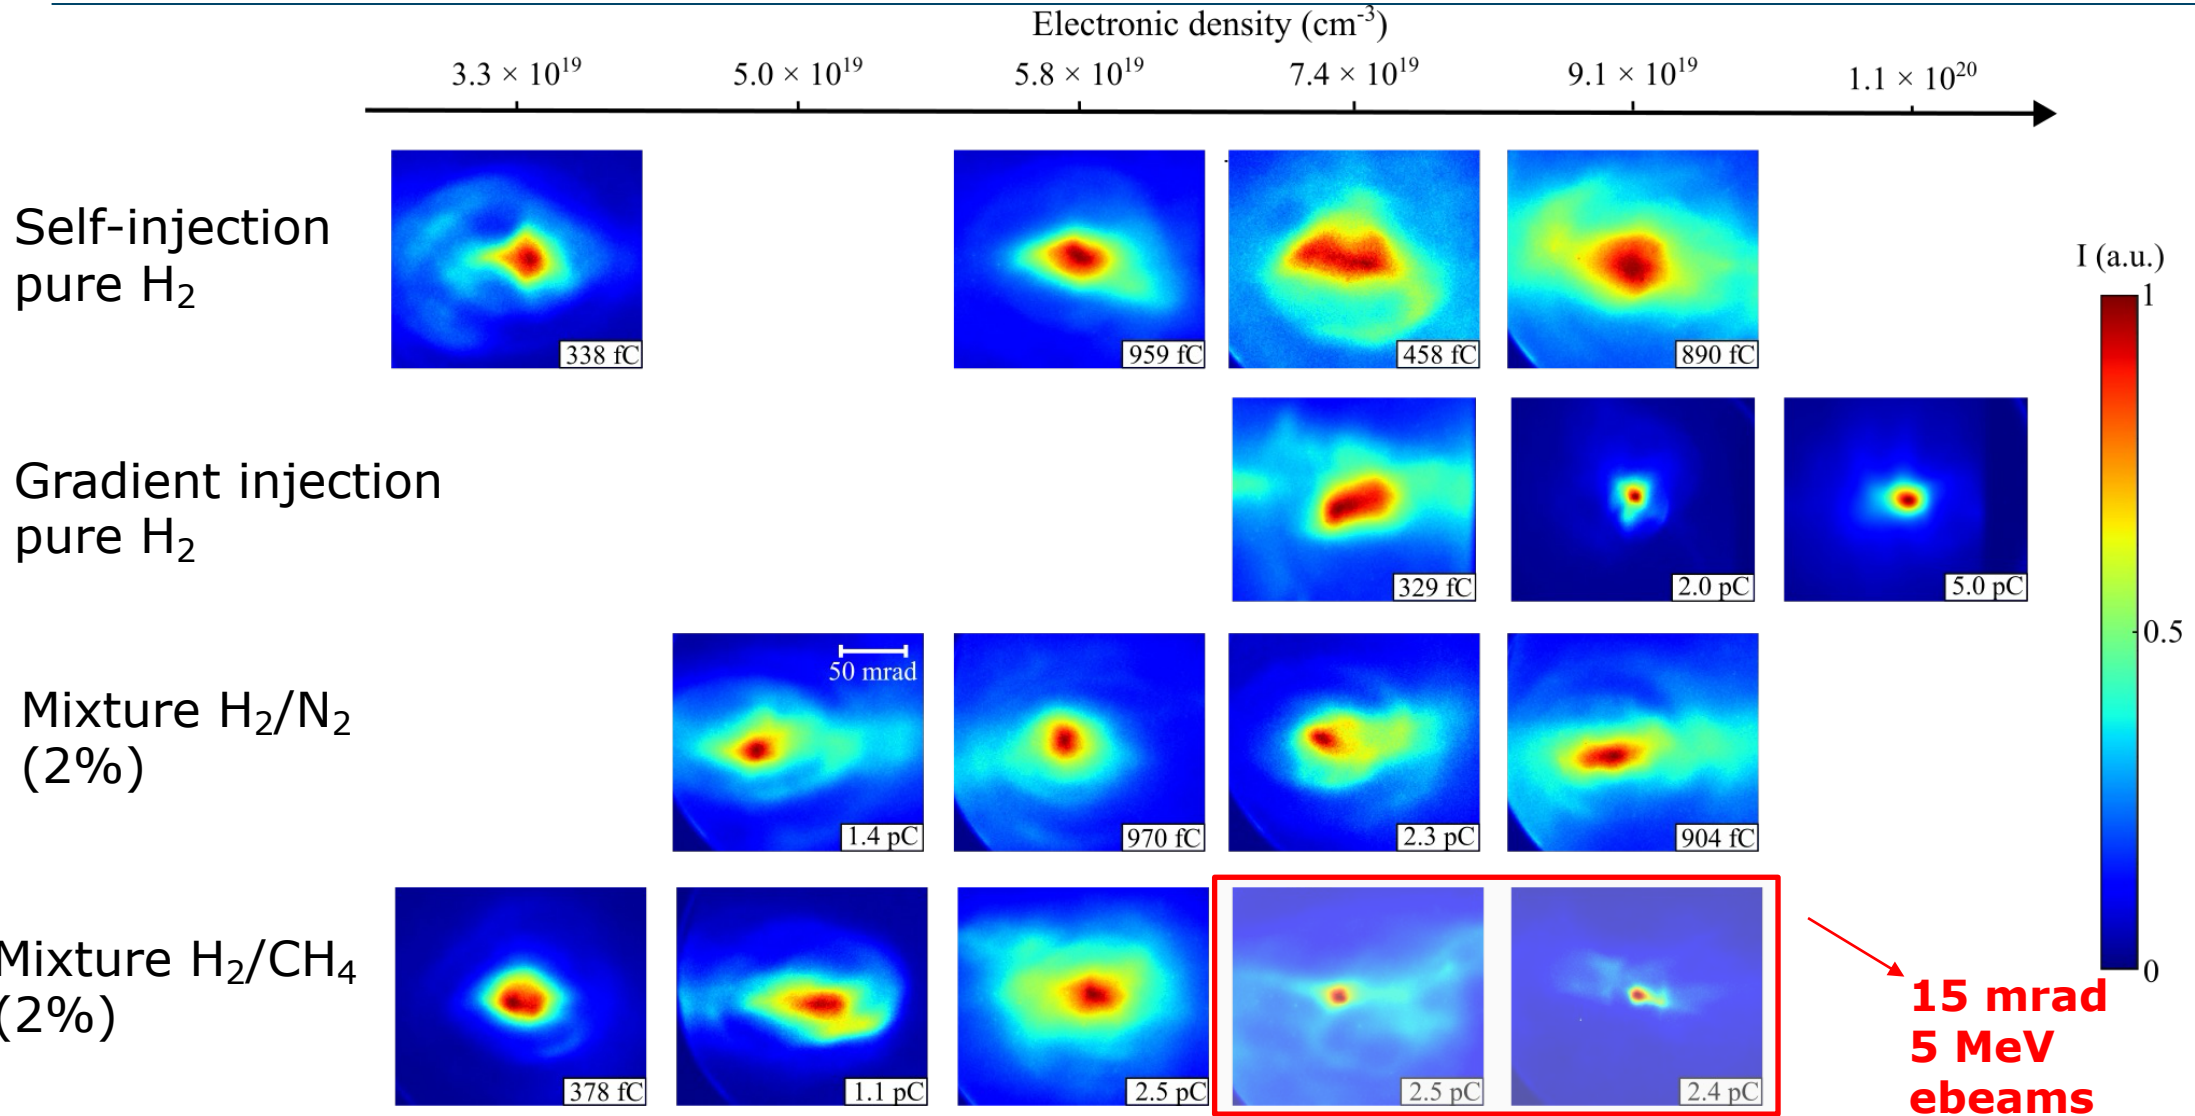 Electronic density (cm⁻³)
3.3 × 10¹⁹ 5.0 × 10¹⁹ 5.8 × 10¹⁹ 7.4 × 10¹⁹ 9.1 × 10¹⁹ 1.1 × 10²⁰
Self-injection
pure H₂
338 fC 959 fC 458 fC 890 fC
I (a.u.)
1
0.5
0
Gradient injection
pure H₂
329 fC 2.0 pC 5.0 pC
Mixture H₂/N₂
(2%)
50 mrad
1.4 pC 970 fC 2.3 pC 904 fC
Mixture H₂/CH₄
(2%)
378 fC 1.1 pC 2.5 pC 2.5 pC 2.4 pC
15 mrad
5 MeV
ebeams